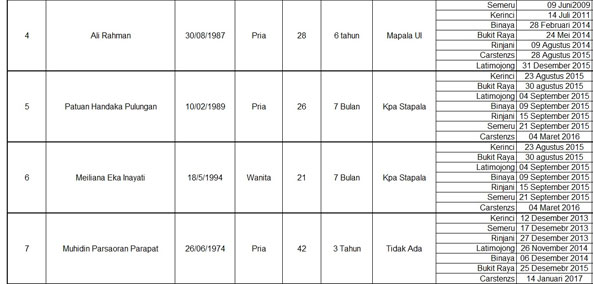 Semeru 09 Juni2009
Kerinci 14 Juli 2011
Binaya 28 Februari 2014
4 Ali Rahman 30/08/1987 Pria 28 6 tahun Mapala UI Bukit Raya 24 Mei 2014
Rinjani 09 Agustus 2014
Carstenzs 28 Agustus 2015
Latimojong 31 Desember 2015
Kerinci 23 Agustus 2015
Bukit Raya 30 agustus 2015
Latimojong 04 September 2015
5 Patuan Handaka Pulungan 10/02/1989 Pria 26 7 Bulan Kpa Stapala Binaya 09 September 2015
Rinjani 15 September 2015
Semeru 21 September 2015
Carstenzs 04 Maret 2016
Kerinci 23 Agustus 2015
Bukit Raya 30 agustus 2015
Latimojong 04 September 2015
6 Meiliana Eka Inayati 18/5/1994 Wanita 21 7 Bulan Kpa Stapala Binaya 09 September 2015
Rinjani 15 September 2015
Semeru 21 September 2015
Carstenzs 04 Maret 2016
Kerinci 12 Desember 2013
Semeru 17 Desemebr 2013
Rinjani 27 Desember 2013
7 Muhidin Parsaoran Parapat 26/06/1974 Pria 42 3 Tahun Tidak Ada Latimojong 26 November 2014
Binaya 06 Desember 2014
Bukit Raya 25 Desemebr 2015
Carstenzs 14 Januari 2017